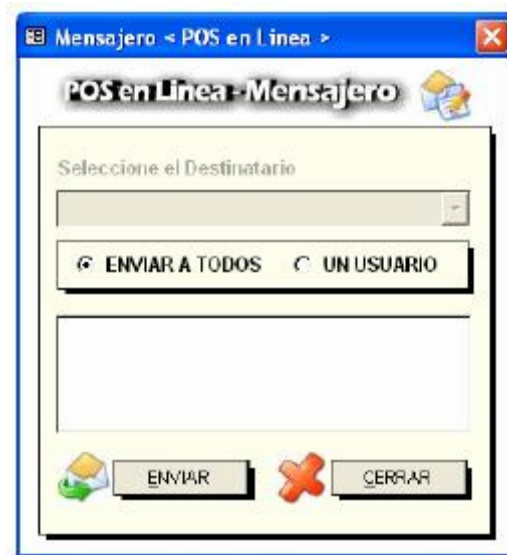 Mensajero < POS en Linea >
POS en Linea - Mensajero
Seleccione el Destinatario
ENVIAR A TODOS UN USUARIO
ENVIAR CERRAR